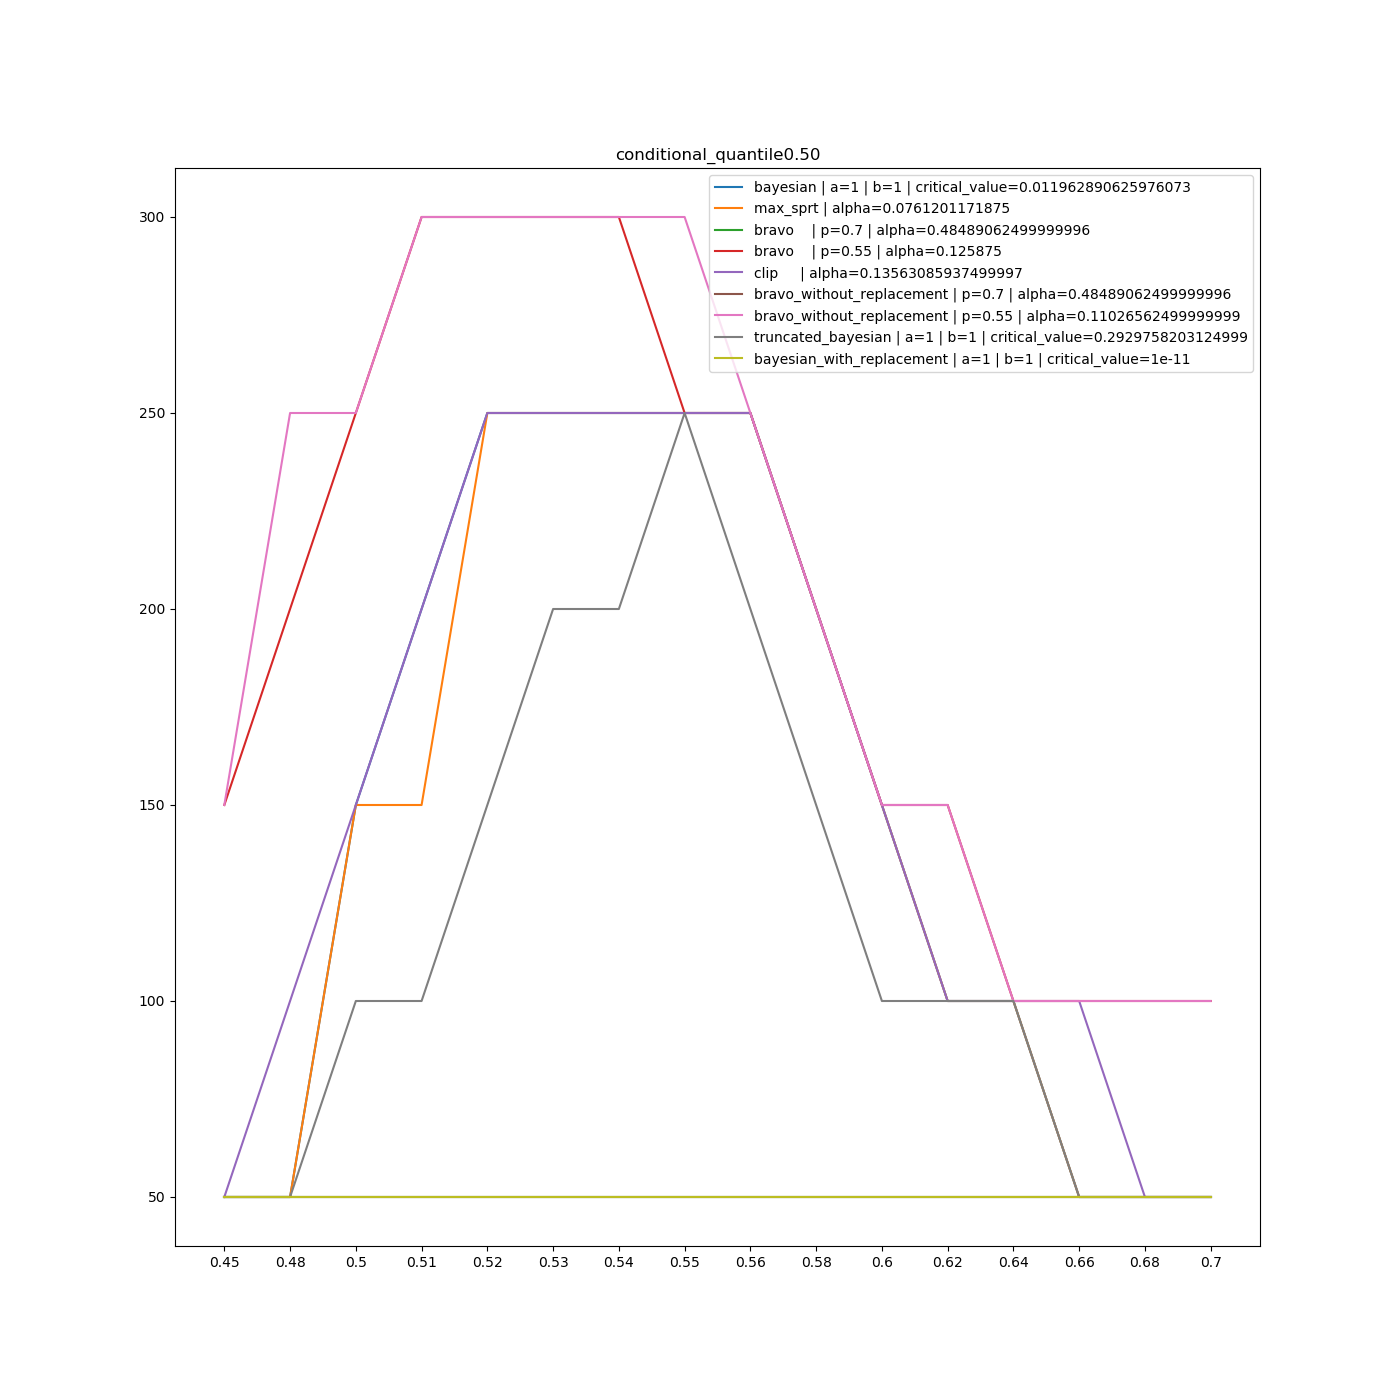 conditional_quantile0.50
bayesian | a=1 | b=1 | critical_value=0.011962890625976073
max_sprt | alpha=0.0761201171875
bravo    | p=0.7 | alpha=0.48489062499999996
bravo    | p=0.55 | alpha=0.125875
clip     | alpha=0.13563085937499997
bravo_without_replacement | p=0.7 | alpha=0.48489062499999996
bravo_without_replacement | p=0.55 | alpha=0.11026562499999999
truncated_bayesian | a=1 | b=1 | critical_value=0.2929758203124999
bayesian_with_replacement | a=1 | b=1 | critical_value=1e-11
300
250
200
150
100
50
0.45 0.48 0.5 0.51 0.52 0.53 0.54 0.55 0.56 0.58 0.6 0.62 0.64 0.66 0.68 0.7